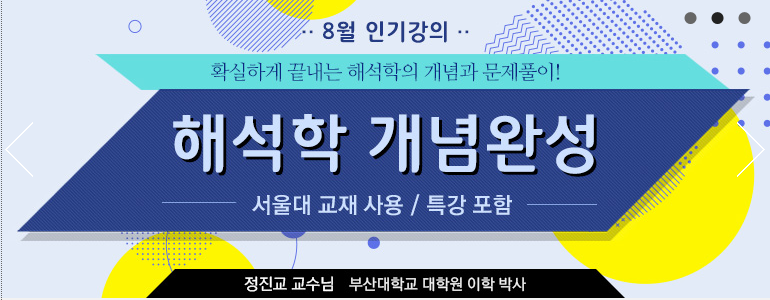 ·· 8월 인기강의 ··
확실하게 끝내는 해석학의 개념과 문제풀이!
해석학 개념완성
서울대 교재 사용 / 특강 포함
정진교 교수님 부산대학교 대학원 이학 박사